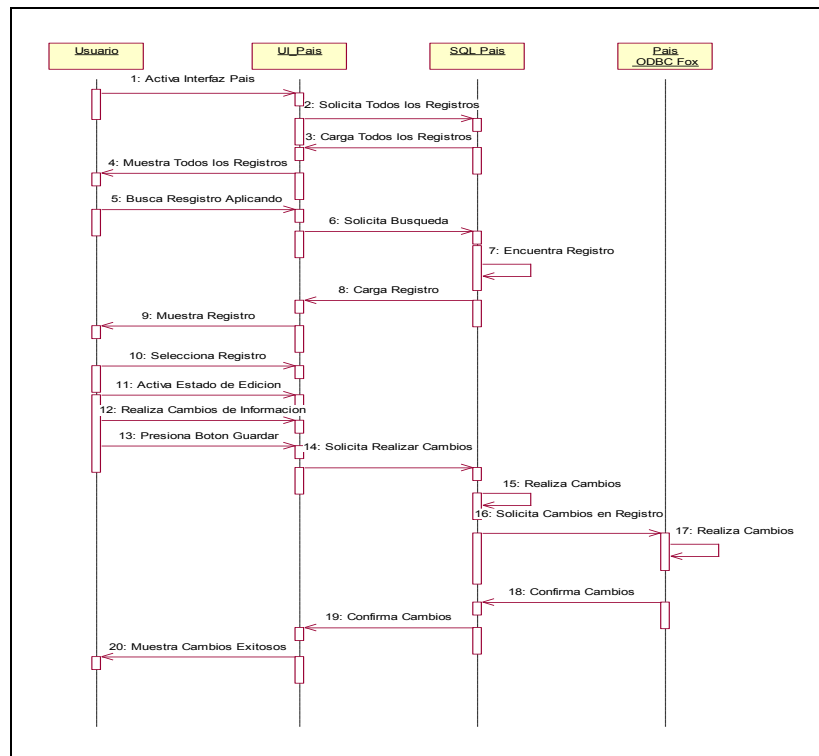 Usuario
UI_Pais
SQL Pais
Pais
ODBC Fox
1: Activa Interfaz Pais
2: Solicita Todos los Registros
3: Carga Todos los Registros
4: Muestra Todos los Registros
5: Busca Resgistro Aplicando
6: Solicita Busqueda
7: Encuentra Registro
8: Carga Registro
9: Muestra Registro
10: Selecciona Registro
11: Activa Estado de Edicion
12: Realiza Cambios de Informacion
13: Presiona Boton Guardar
14: Solicita Realizar Cambios
15: Realiza Cambios
16: Solicita Cambios en Registro
17: Realiza Cambios
18: Confirma Cambios
19: Confirma Cambios
20: Muestra Cambios Exitosos